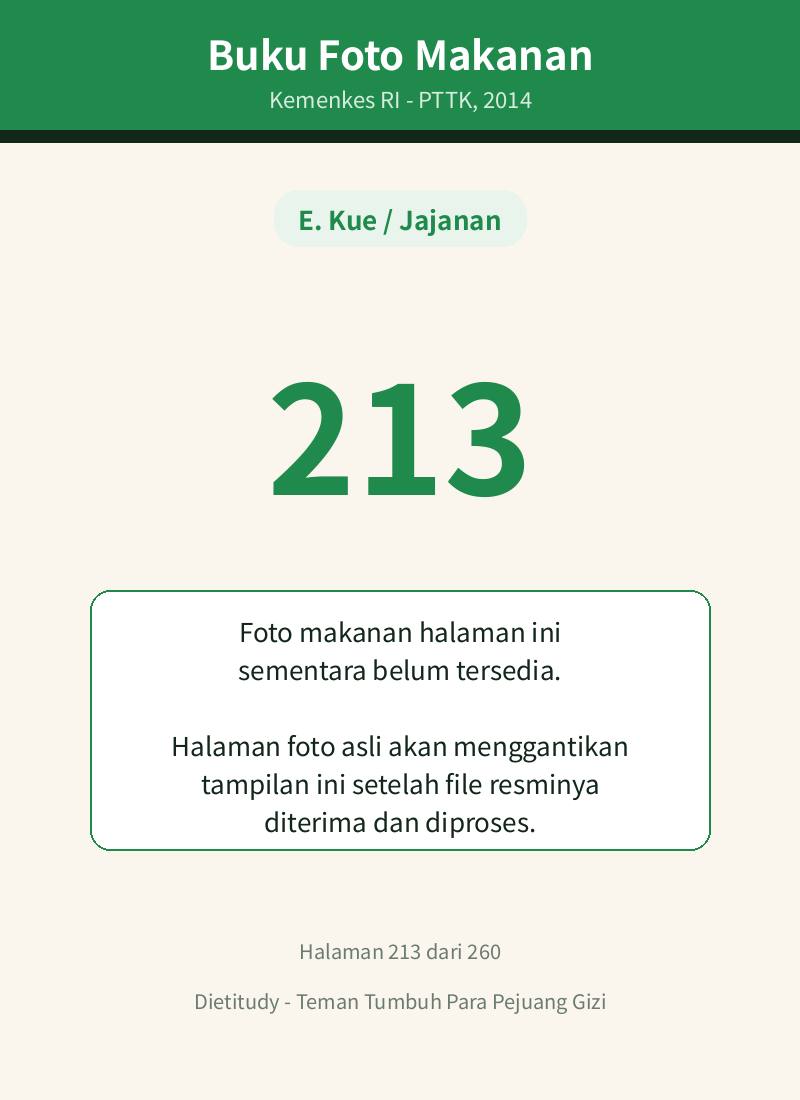 Buku Foto Makanan
Kemenkes RI - PTTK, 2014
E. Kue / Jajanan
213
Foto makanan halaman ini
sementara belum tersedia.
Halaman foto asli akan menggantikan
tampilan ini setelah file resminya
diterima dan diproses.
Halaman 213 dari 260
Dietitudy - Teman Tumbuh Para Pejuang Gizi